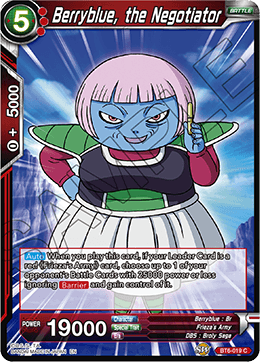 5
Berryblue, the Negotiator
BATTLE
+ 5000
Auto When you play this card, if your Leader Card is a
red 《Frieza's Army》 card, choose up to 1 of your
opponent's Battle Cards with 25000 power or less
ignoring Barrier and gain control of it.
POWER 19000
Character Berryblue : Br
Special Trait Frieza's Army
Era DBS : Broly Saga
BT6-019 C